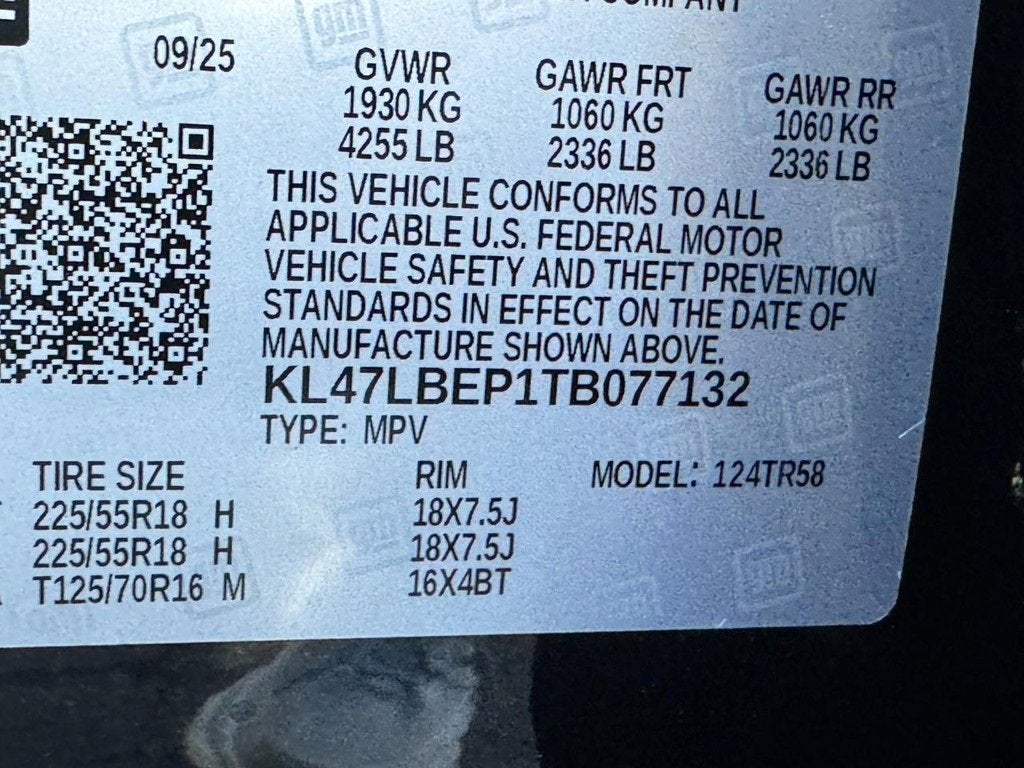 COMPANY
09/25
GVWR GAWR FRT GAWR RR
1930 KG 1060 KG 1060 KG
4255 LB 2336 LB 2336 LB
THIS VEHICLE CONFORMS TO ALL
APPLICABLE U.S. FEDERAL MOTOR
VEHICLE SAFETY AND THEFT PREVENTION
STANDARDS IN EFFECT ON THE DATE OF
MANUFACTURE SHOWN ABOVE.
KL47LBEP1TB077132
TYPE: MPV
TIRE SIZE RIM MODEL: 124TR58
225/55R18 H 18X7.5J
225/55R18 H 18X7.5J
T125/70R16 M 16X4BT
gm